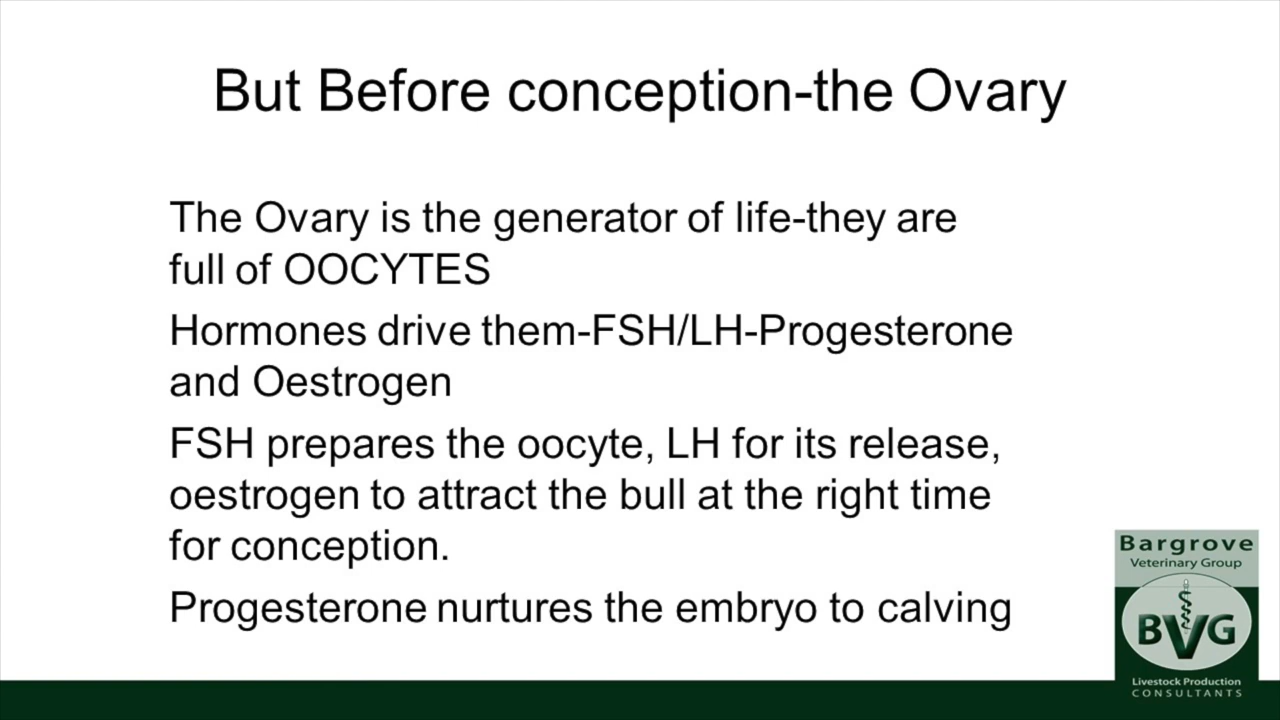 But Before conception-the Ovary
The Ovary is the generator of life-they are
full of OOCYTES
Hormones drive them-FSH/LH-Progesterone
and Oestrogen
FSH prepares the oocyte, LH for its release,
oestrogen to attract the bull at the right time
for conception.
Progesterone nurtures the embryo to calving
Bargrove
Veterinary Group
BVG
Livestock Production
CONSULTANTS